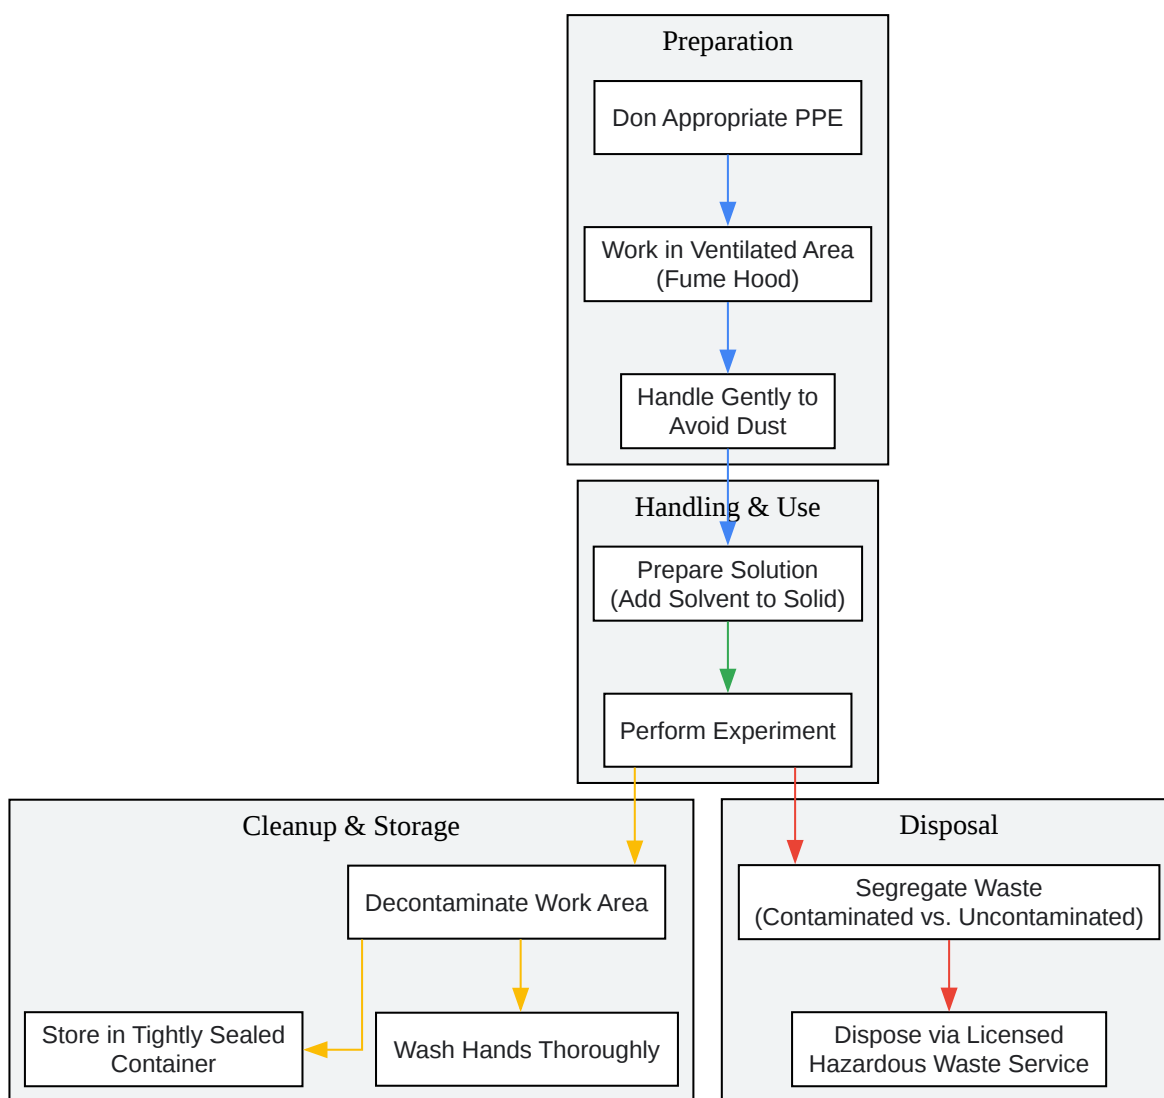 Preparation
Don Appropriate PPE
Work in Ventilated Area
(Fume Hood)
Handle Gently to
Avoid Dust
Handling & Use
Prepare Solution
(Add Solvent to Solid)
Perform Experiment
Cleanup & Storage
Decontaminate Work Area
Store in Tightly Sealed
Container
Wash Hands Thoroughly
Disposal
Segregate Waste
(Contaminated vs. Uncontaminated)
Dispose via Licensed
Hazardous Waste Service